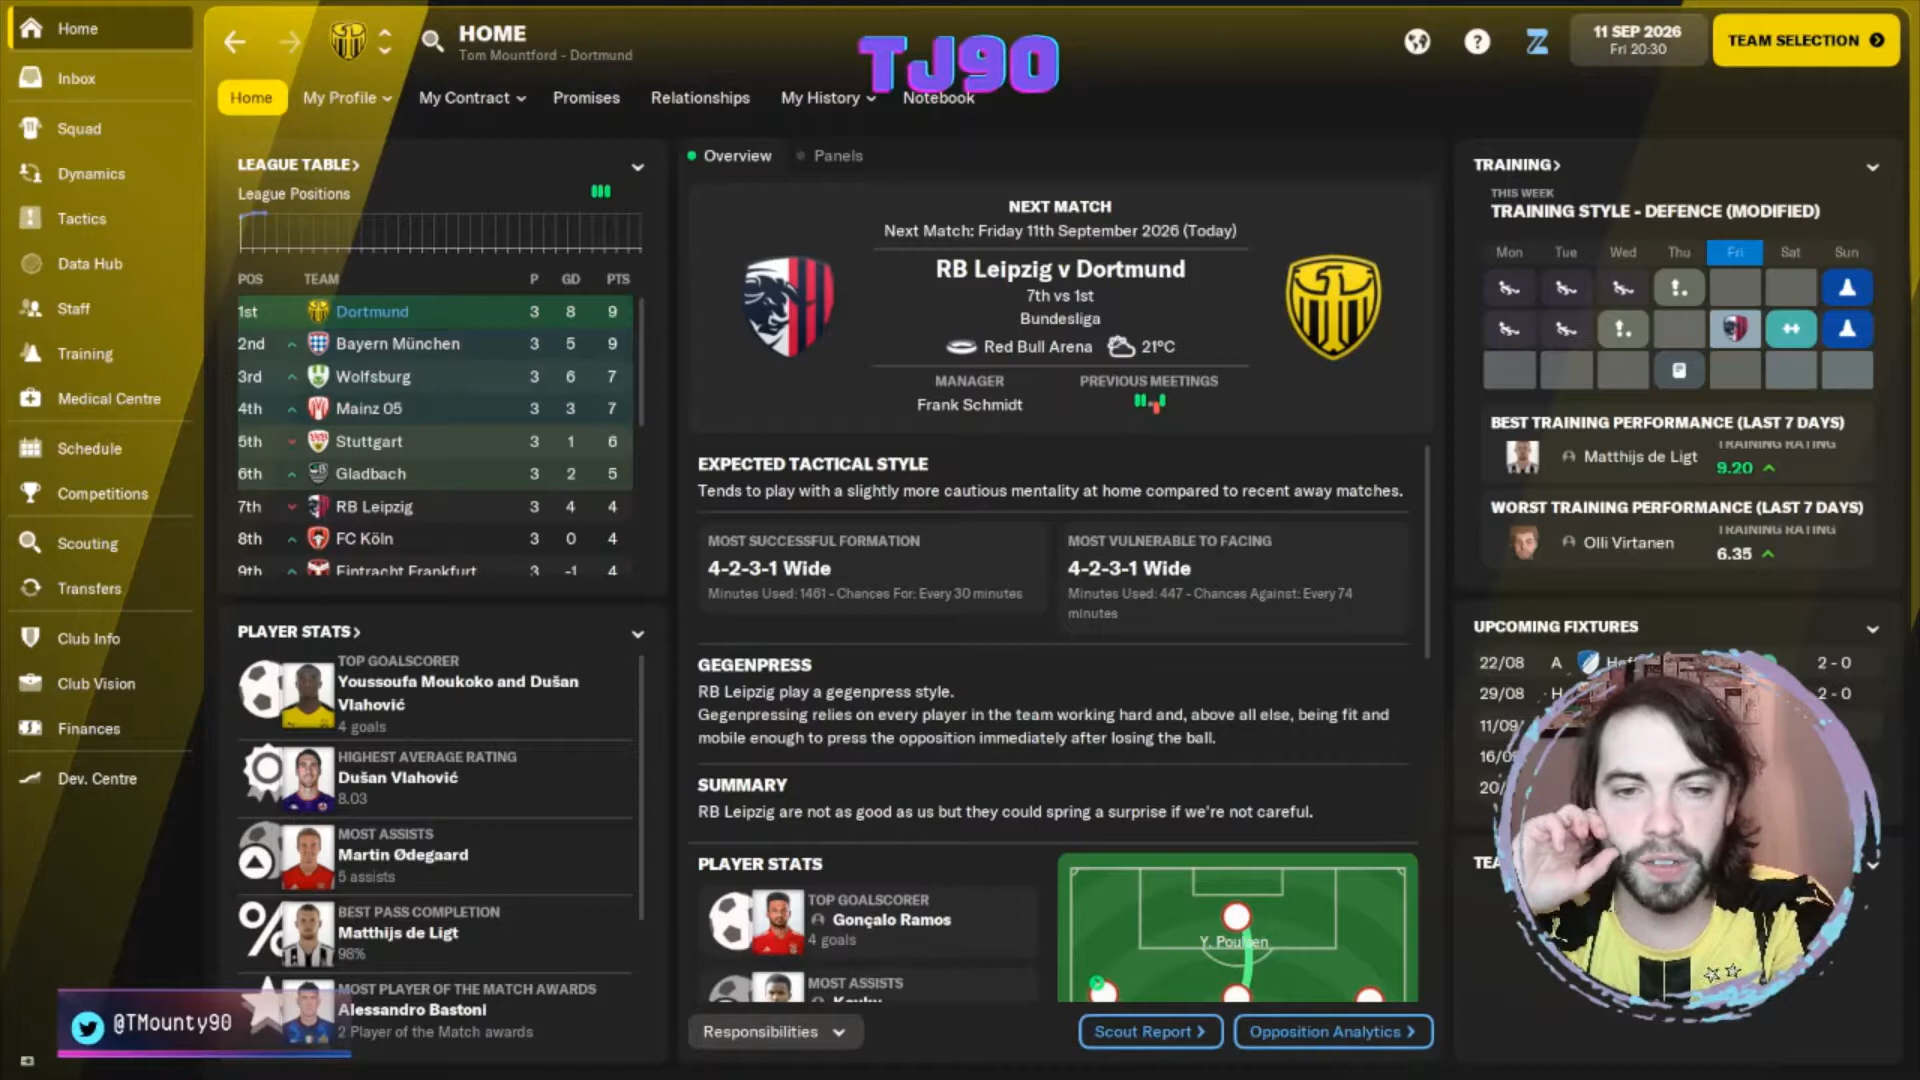 Home
Inbox
Squad
Dynamics
Tactics
Data Hub
Staff
Training
Medical Centre
Schedule
Competitions
Scouting
Transfers
Club Info
Club Vision
Finances
Dev. Centre
HOME
Tom Mountford - Dortmund
TJ90
11 SEP 2026
Fri 20:30
TEAM SELECTION
Home My Profile My Contract Promises Relationships My History Notebook
LEAGUE TABLE>
League Positions
POS TEAM P GD PTS
1st Dortmund 3 8 9
2nd Bayern München 3 5 9
3rd Wolfsburg 3 6 7
4th Mainz 05 3 3 7
5th Stuttgart 3 1 6
6th Gladbach 3 2 5
7th RB Leipzig 3 4 4
8th FC Köln 3 0 4
9th Eintracht Frankfurt 3 -1 4
PLAYER STATS>
TOP GOALSCORER
Youssoufa Moukoko and Dušan
Vlahović
4 goals
HIGHEST AVERAGE RATING
Dušan Vlahović
8.03
MOST ASSISTS
Martin Ødegaard
5 assists
BEST PASS COMPLETION
Matthijs de Ligt
98%
MOST PLAYER OF THE MATCH AWARDS
Alessandro Bastoni
2 Player of the Match awards
@TMounty90
Overview Panels
NEXT MATCH
Next Match: Friday 11th September 2026 (Today)
RB Leipzig v Dortmund
7th vs 1st
Bundesliga
Red Bull Arena 21°C
MANAGER PREVIOUS MEETINGS
Frank Schmidt
EXPECTED TACTICAL STYLE
Tends to play with a slightly more cautious mentality at home compared to recent away matches.
MOST SUCCESSFUL FORMATION
4-2-3-1 Wide
Minutes Used: 1461 - Chances For: Every 30 minutes
MOST VULNERABLE TO FACING
4-2-3-1 Wide
Minutes Used: 447 - Chances Against: Every 74
minutes
GEGENPRESS
RB Leipzig play a gegenpress style.
Gegenpressing relies on every player in the team working hard and, above all else, being fit and
mobile enough to press the opposition immediately after losing the ball.
SUMMARY
RB Leipzig are not as good as us but they could spring a surprise if we're not careful.
PLAYER STATS
TOP GOALSCORER
Gonçalo Ramos
4 goals
MOST ASSISTS
Y. Poulsen
Responsibilities
Scout Report >
Opposition Analytics >
TRAINING>
THIS WEEK
TRAINING STYLE - DEFENCE (MODIFIED)
Mon Tue Wed Thu Fri Sat Sun
BEST TRAINING PERFORMANCE (LAST 7 DAYS)
TRAINING RATING
Matthijs de Ligt 9.20
WORST TRAINING PERFORMANCE (LAST 7 DAYS)
TRAINING RATING
Olli Virtanen 6.35
UPCOMING FIXTURES
22/08 A 2 - 0
29/08 H 2 - 0
11/09
16/09
20/